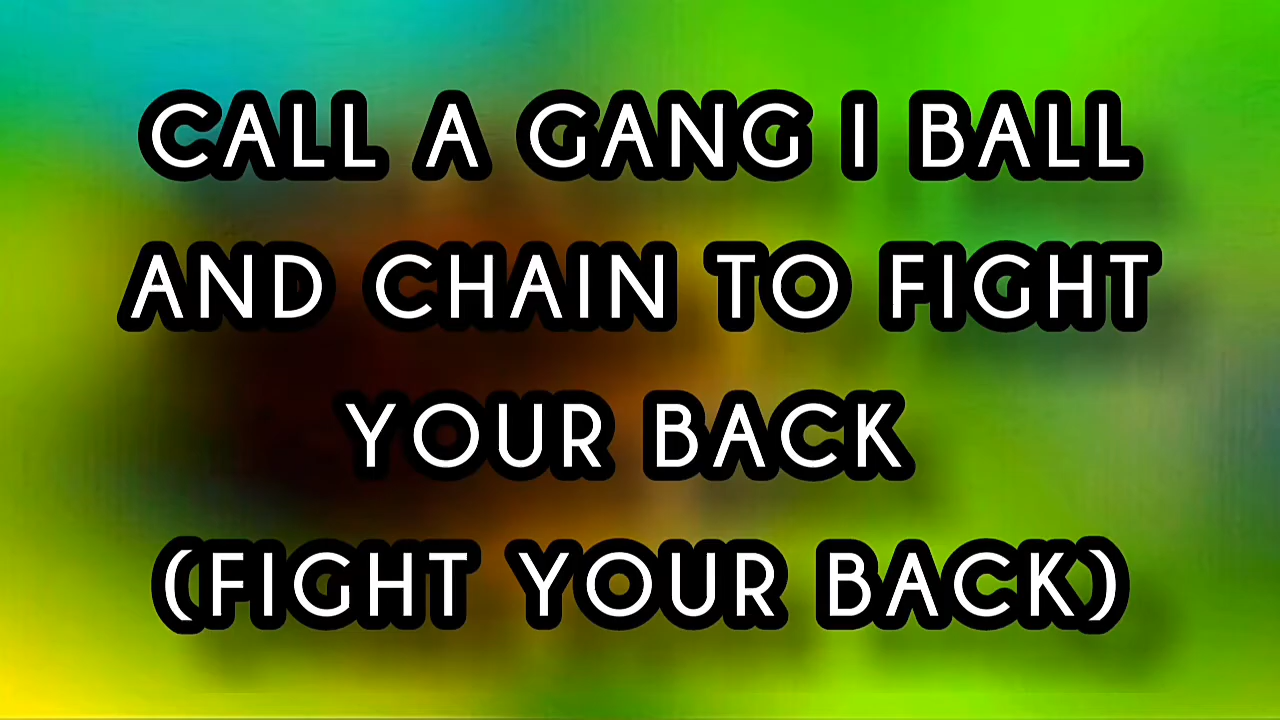 CALL A GANG I BALL
AND CHAIN TO FIGHT
YOUR BACK
(FIGHT YOUR BACK)